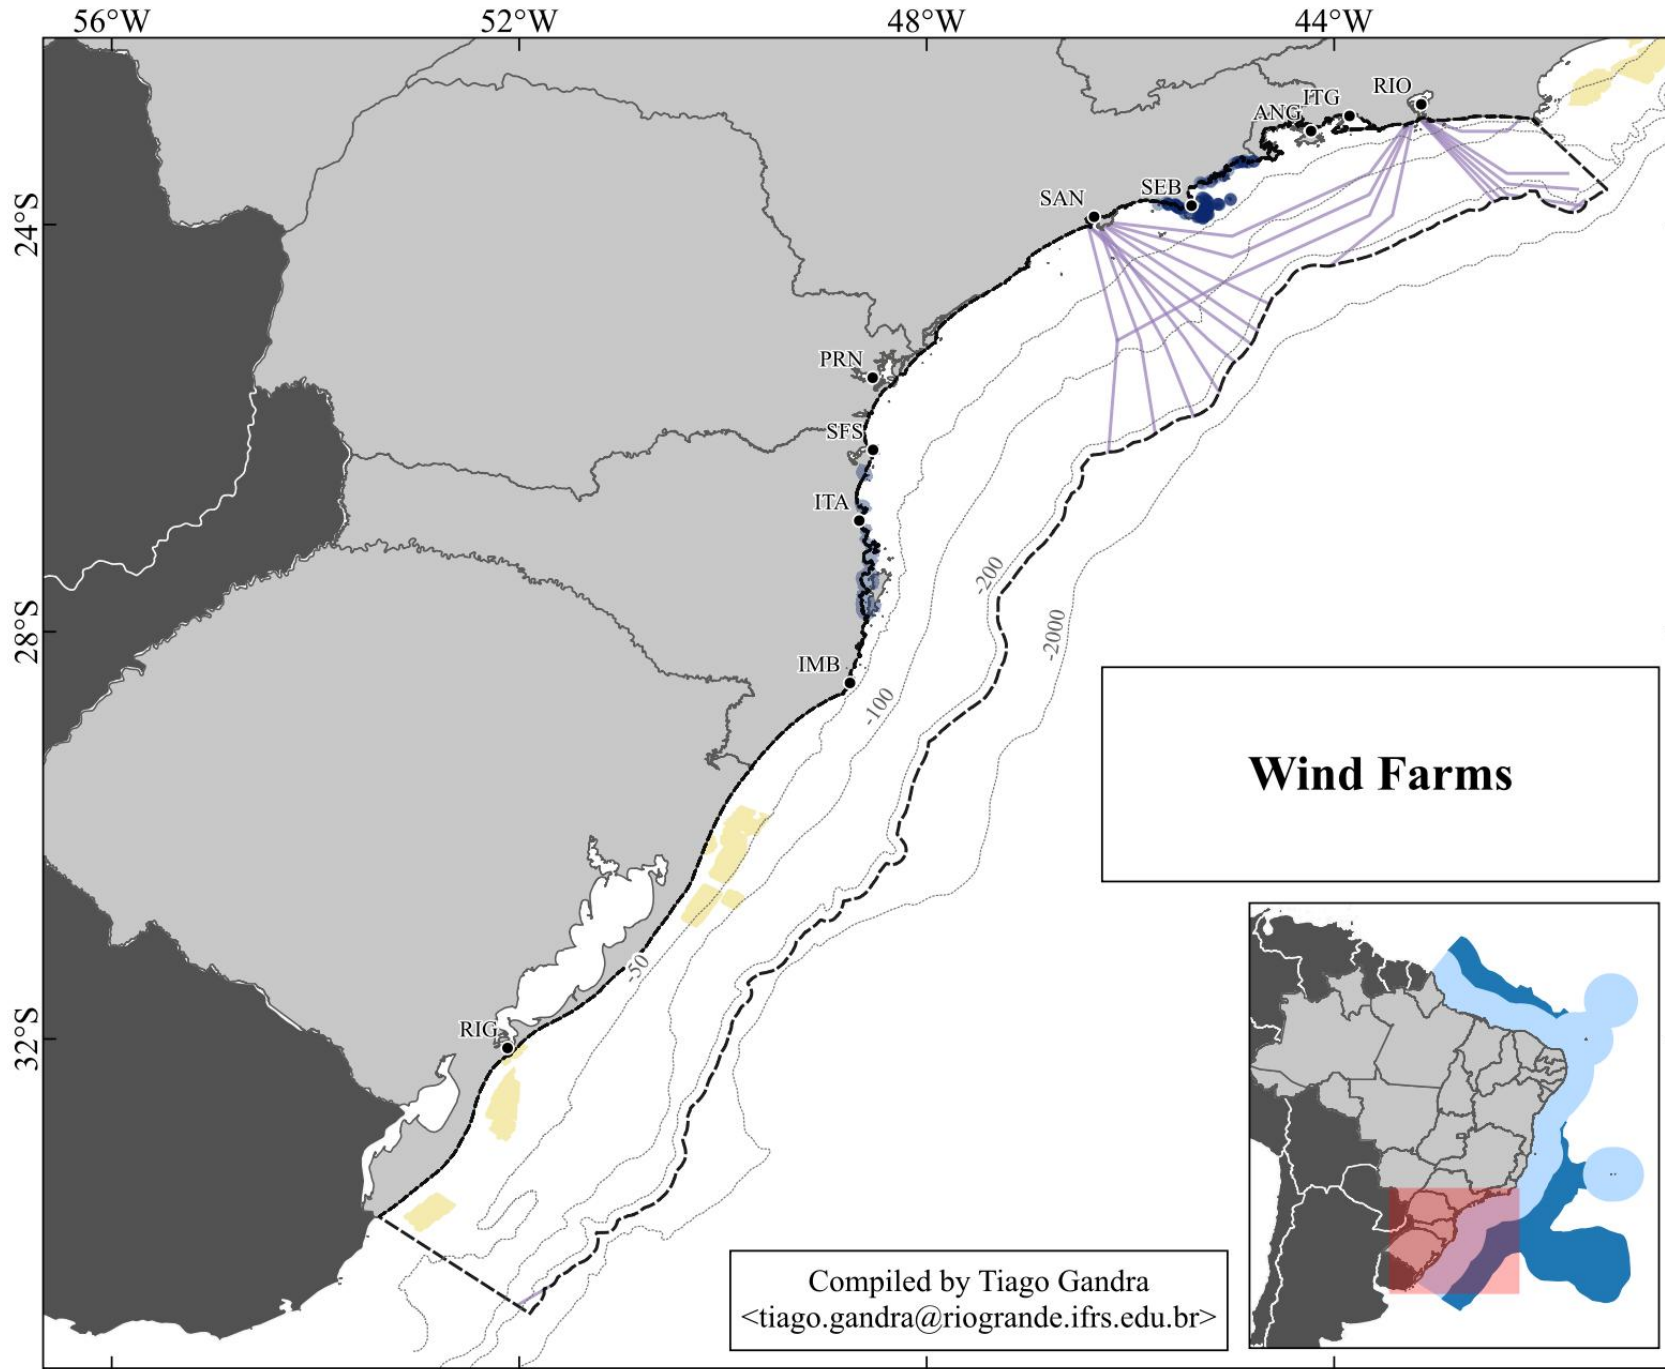 56°W 52°W 48°W 44°W
RIO
ITG
ANG
SEB
SAN
24°S
PRN
SFS
ITA
-200
28°S
-2000
IMB
-100
Wind Farms
-50
RIG
32°S
Compiled by Tiago Gandra
<tiago.gandra@riogrande.ifrs.edu.br>